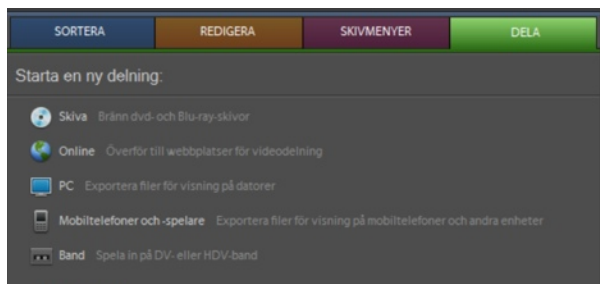 SORTERA REDIGERA SKIVMENYER DELA
Starta en ny delning:
Skiva Bränn dvd- och Blu-ray-skivor
Online Överför till webbplatser för videodelning
PC Exportera filer för visning på datorer
Mobiltelefoner och -spelare Exportera filer för visning på mobiltelefoner och andra enheter
Band Spela in på DV- eller HDV-band